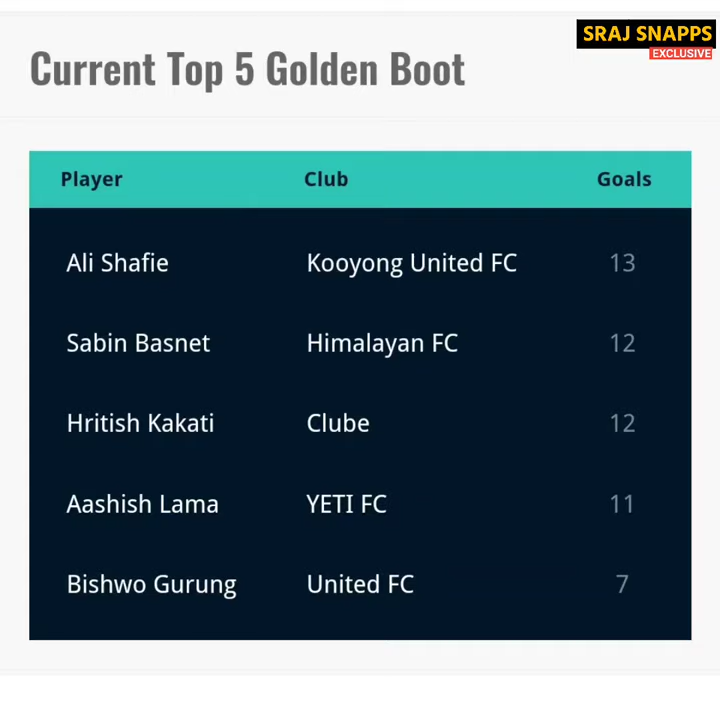 SRAJ SNAPPS
EXCLUSIVE
Current Top 5 Golden Boot
Player Club Goals
Ali Shafie Kooyong United FC 13
Sabin Basnet Himalayan FC 12
Hritish Kakati Clube 12
Aashish Lama YETI FC 11
Bishwo Gurung United FC 7